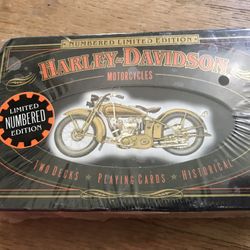 NUMBERED LIMITED EDITION
HARLEY-DAVIDSON
MOTORCYCLES
LIMITED
NUMBERED
EDITION
TWO DECKS ★ PLAYING CARDS ★ HISTORICAL